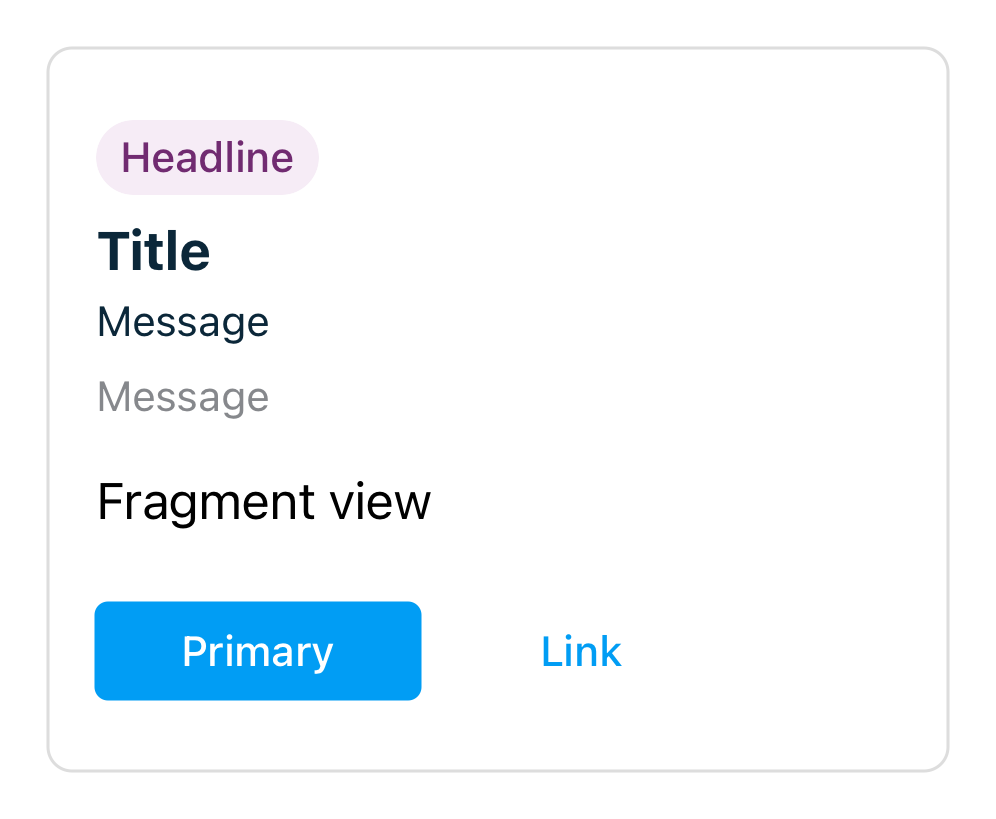 Headline
Title
Message
Message
Fragment view
Primary
Link